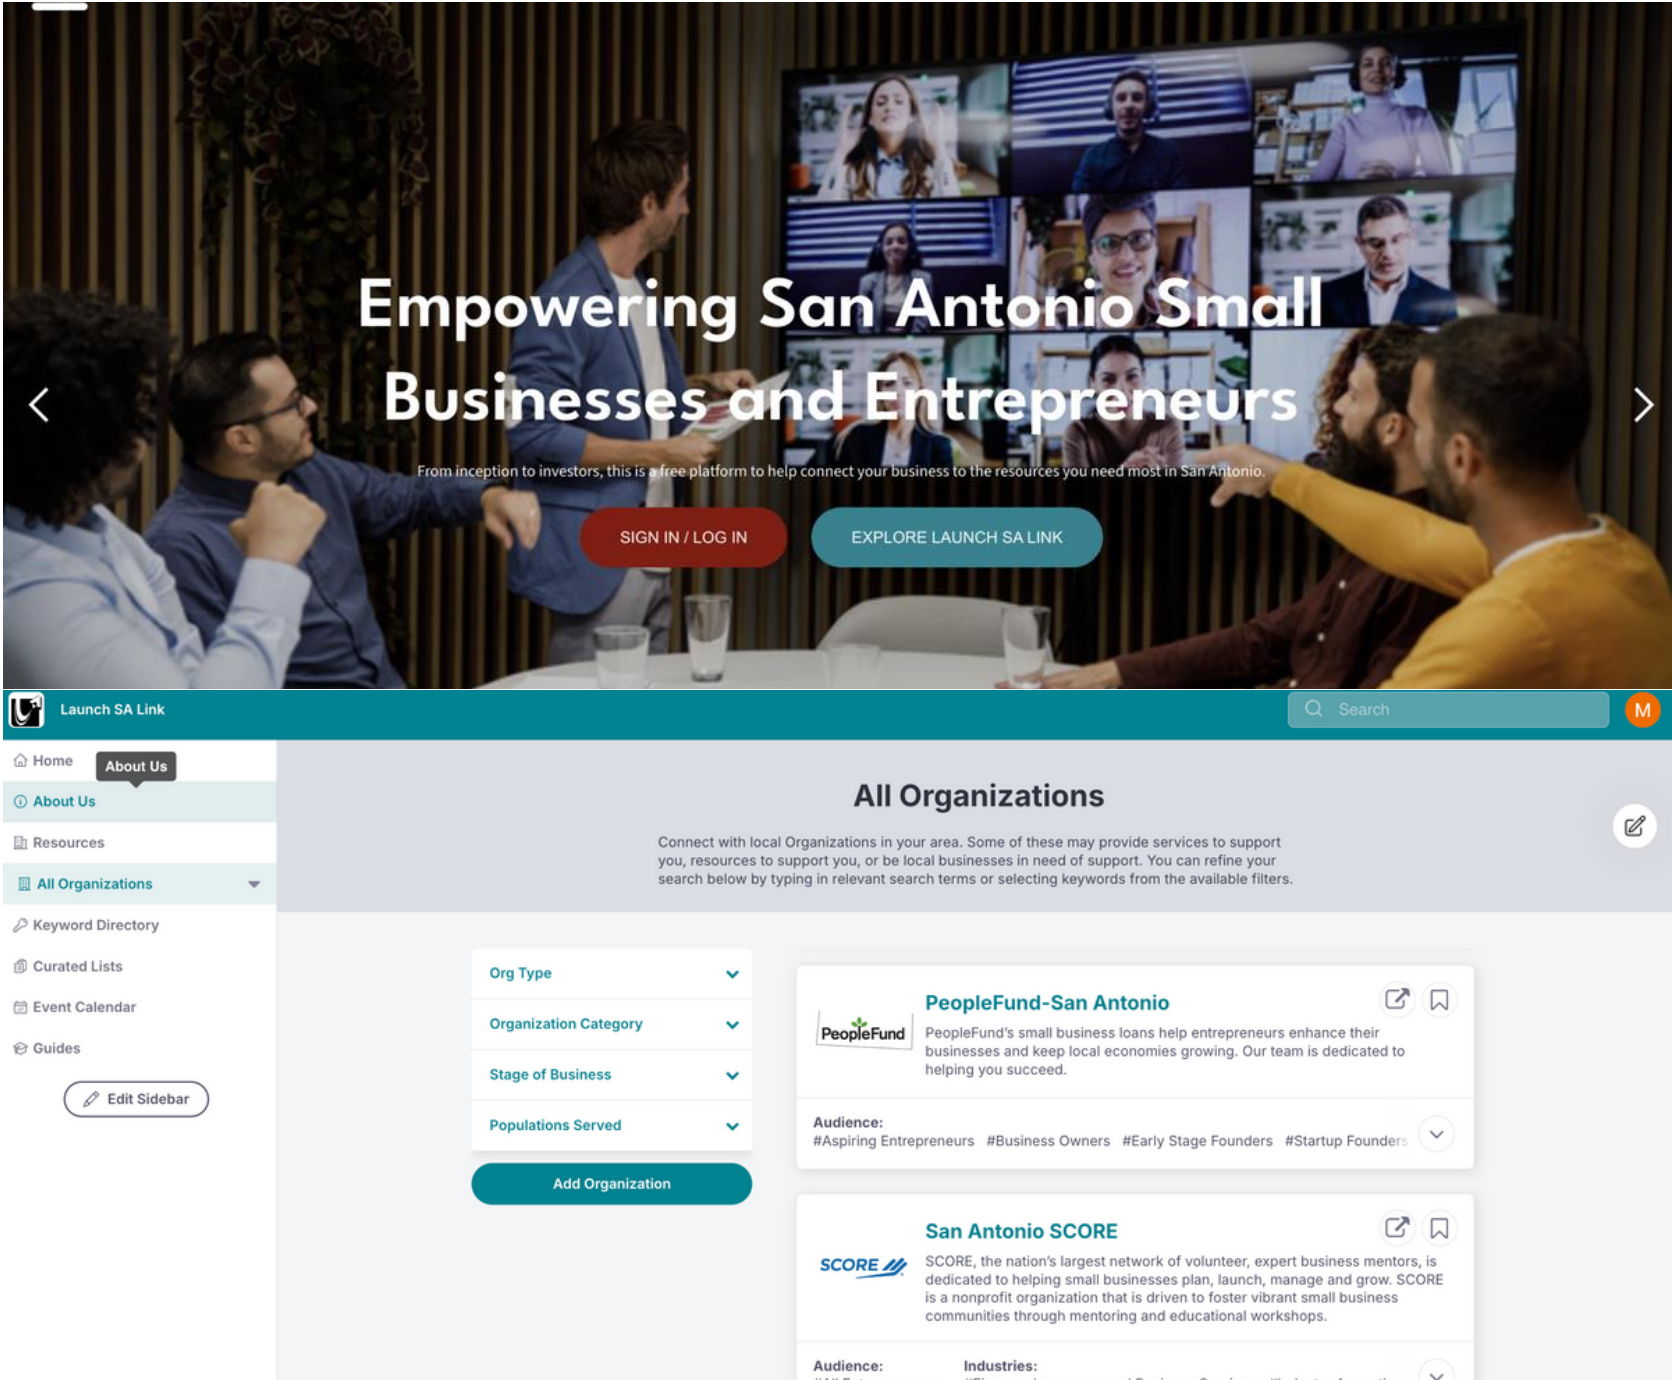 Empowering San Antonio Small
Businesses and Entrepreneurs
From inception to investors, this is a free platform to help connect your business to the resources you need most in San Antonio.
SIGN IN / LOG IN
EXPLORE LAUNCH SA LINK
Launch SA Link
Search
M
Home
About Us
About Us
Resources
All Organizations
Keyword Directory
Curated Lists
Event Calendar
Guides
Edit Sidebar
All Organizations
Connect with local Organizations in your area. Some of these may provide services to support
you, resources to support you, or be local businesses in need of support. You can refine your
search below by typing in relevant search terms or selecting keywords from the available filters.
Org Type
Organization Category
Stage of Business
Populations Served
Add Organization
PeopleFund
PeopleFund-San Antonio
PeopleFund's small business loans help entrepreneurs enhance their
businesses and keep local economies growing. Our team is dedicated to
helping you succeed.
Audience:
#Aspiring Entrepreneurs #Business Owners #Early Stage Founders #Startup Founders
SCORE
San Antonio SCORE
SCORE, the nation's largest network of volunteer, expert business mentors, is
dedicated to helping small businesses plan, launch, manage and grow. SCORE
is a nonprofit organization that is driven to foster vibrant small business
communities through mentoring and educational workshops.
Audience:
Industries: